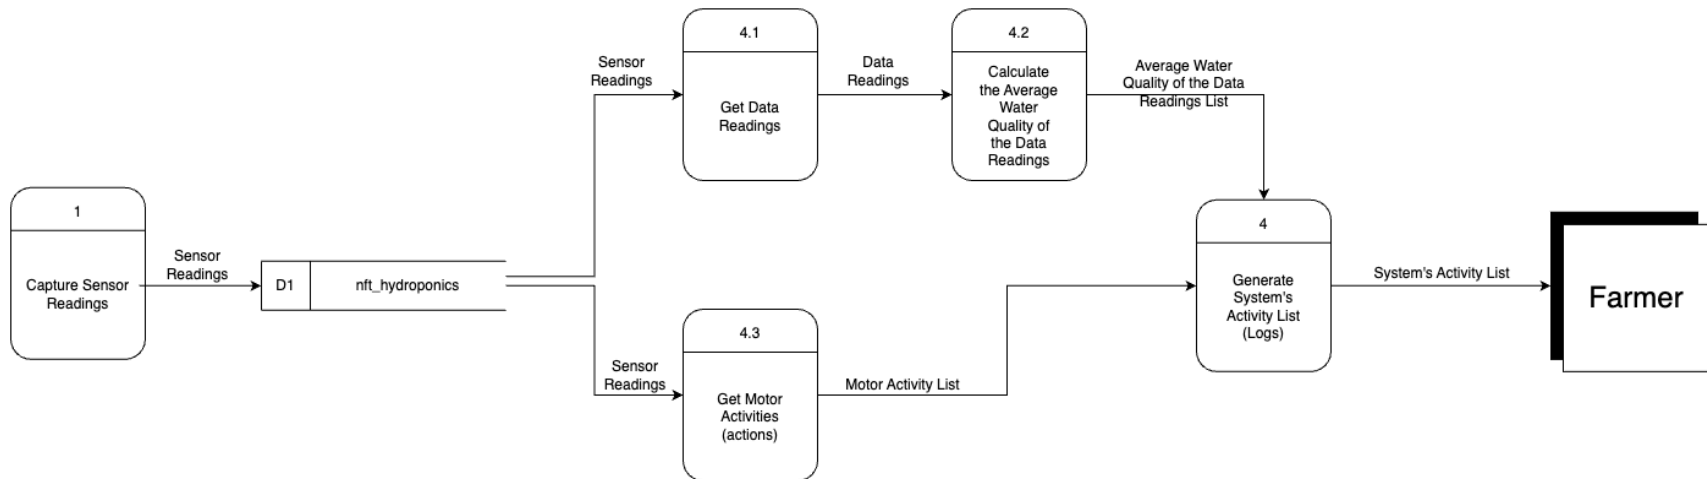 1
Capture Sensor
Readings
Sensor
Readings
D1
nft_hydroponics
Sensor
Readings
4.1
Get Data
Readings
Data
Readings
4.2
Calculate
the Average
Water
Quality of
the Data
Readings
Average Water
Quality of the Data
Readings List
Sensor
Readings
4.3
Get Motor
Activities
(actions)
Motor Activity List
4
Generate
System's
Activity List
(Logs)
System's Activity List
Farmer